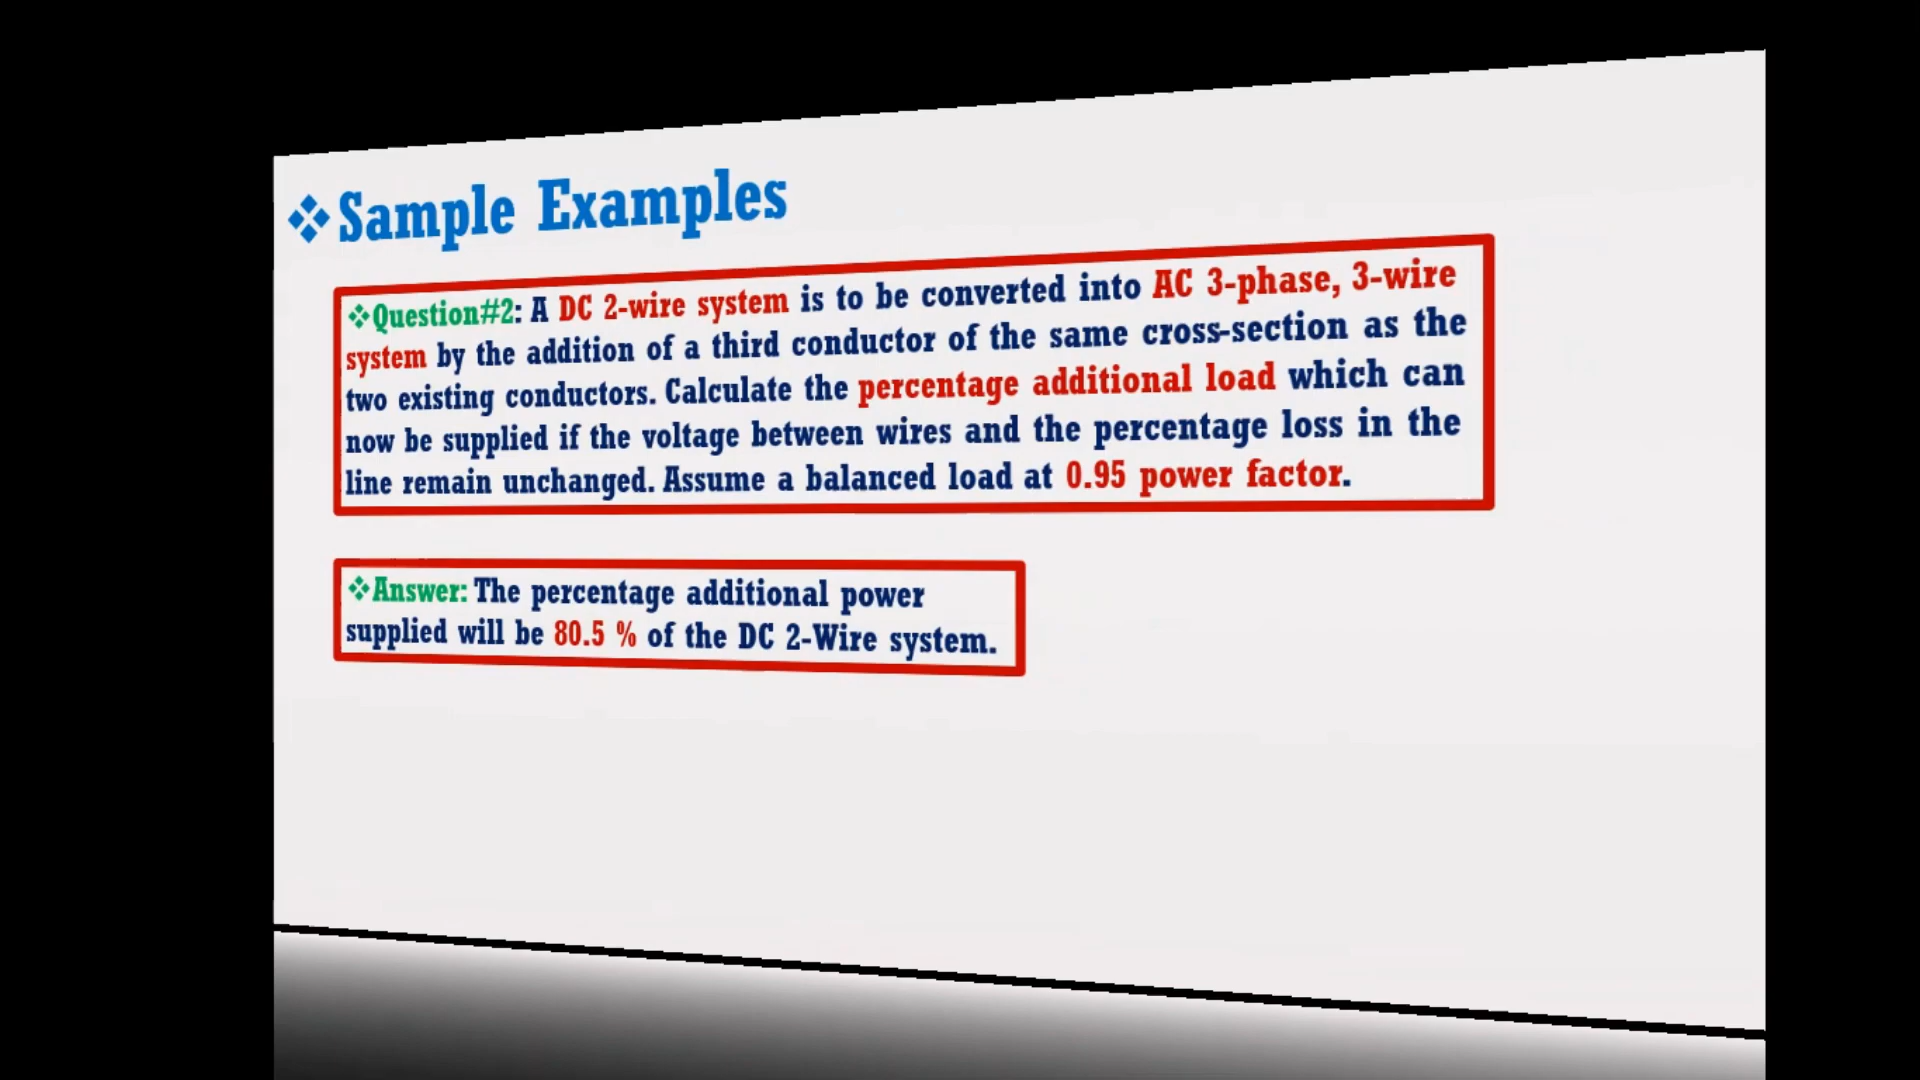 ❖Sample Examples
❖Question#2: A DC 2-wire system is to be converted into AC 3-phase, 3-wire
system by the addition of a third conductor of the same cross-section as the
two existing conductors. Calculate the percentage additional load which can
now be supplied if the voltage between wires and the percentage loss in the
line remain unchanged. Assume a balanced load at 0.95 power factor.
❖Answer: The percentage additional power
supplied will be 80.5 % of the DC 2-Wire system.